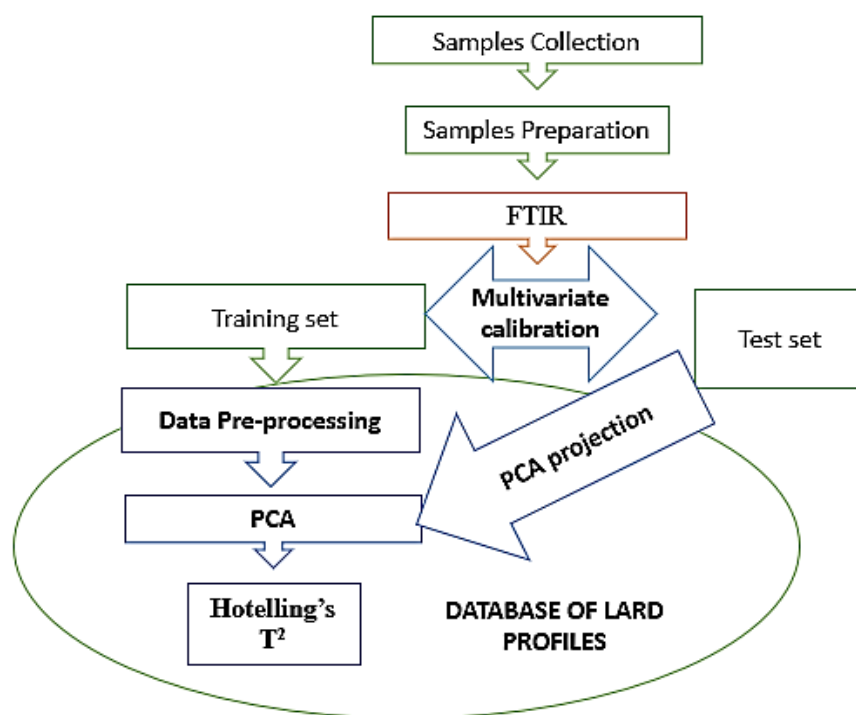 Samples Collection
Samples Preparation
FTIR
Multivariate
calibration
Training set
Test set
Data Pre-processing
PCA projection
PCA
Hotelling's
T²
DATABASE OF LARD
PROFILES